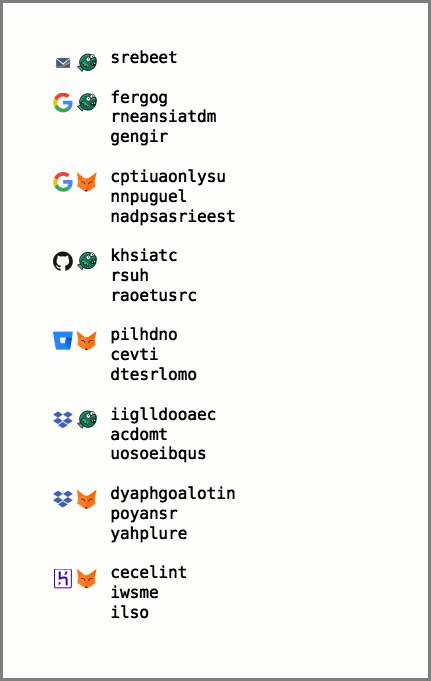 srebeet
fergog
rneansiatdm
gengir
cptiuaonlysu
nnpuguel
nadpsasrieest
khsiatc
rsuh
raoetusrc
pilhdno
cevti
dtesrlomo
iiglldooaec
acdomt
uosoeibqus
dyaphgoalotin
poyansr
yahplure
cecelint
iwsme
ilso